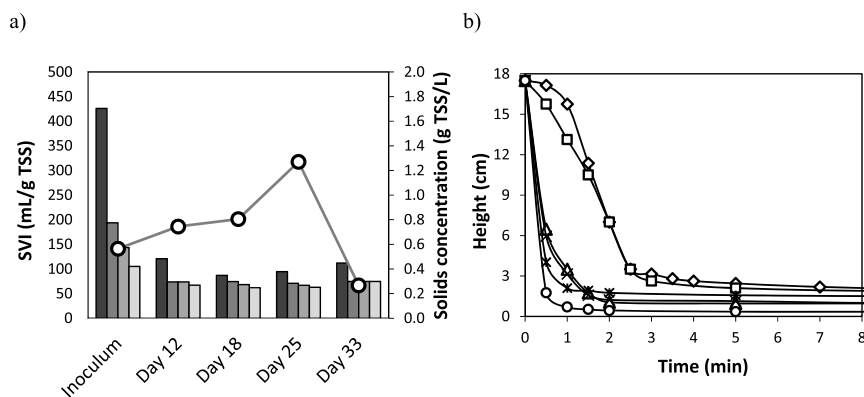 a)
b)
500
450
400
350
300
250
200
150
100
50
0
SVI (mL/g TSS)
2.0
1.8
1.6
1.4
1.2
1.0
0.8
0.6
0.4
0.2
0.0
Solids concentration (g TSS/L)
Inoculum
Day 12
Day 18
Day 25
Day 33
18
15
12
9
6
3
0
Height (cm)
0 1 2 3 4 5 6 7 8
Time (min)